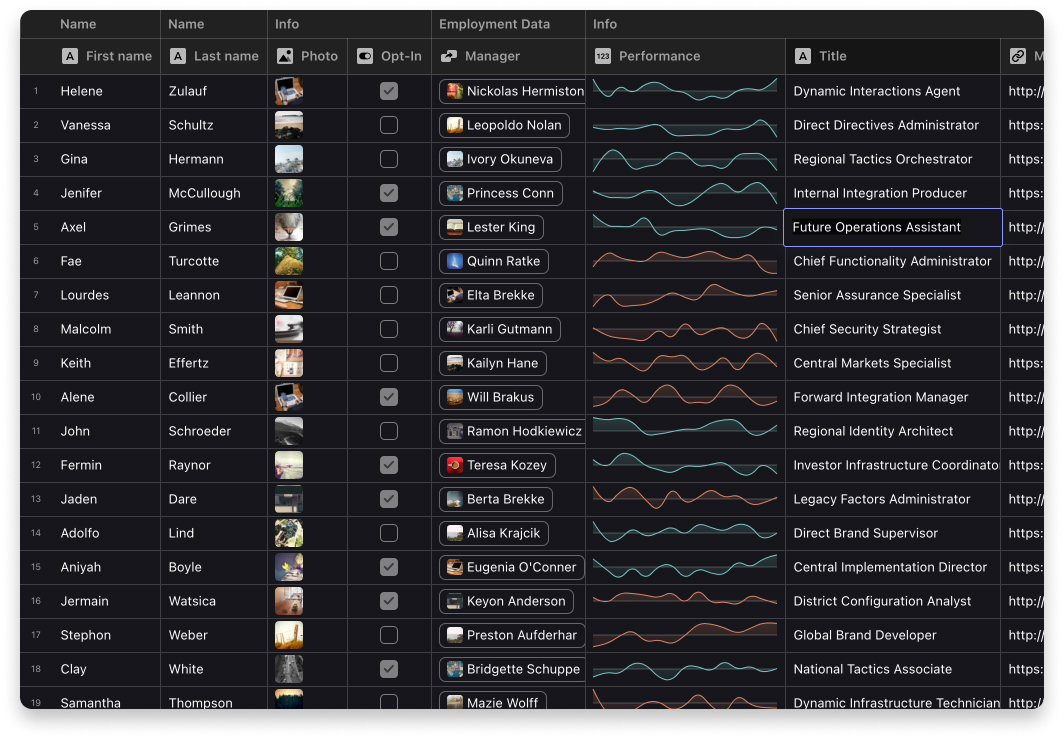 Name Name Info Employment Data Info
First name Last name Photo Opt-In Manager 123 Performance Title M
1 Helene Zulauf Nickolas Hermiston Dynamic Interactions Agent http://
2 Vanessa Schultz Leopoldo Nolan Direct Directives Administrator https:
3 Gina Hermann Ivory Okuneva Regional Tactics Orchestrator https:
4 Jenifer McCullough Princess Conn Internal Integration Producer https:
5 Axel Grimes Lester King Future Operations Assistant http://
6 Fae Turcotte Quinn Ratke Chief Functionality Administrator http://
7 Lourdes Leannon Elta Brekke Senior Assurance Specialist http://
8 Malcolm Smith Karli Gutmann Chief Security Strategist http://
9 Keith Effertz Kailyn Hane Central Markets Specialist http://
10 Alene Collier Will Brakus Forward Integration Manager http://
11 John Schroeder Ramon Hodkiewicz Regional Identity Architect http://
12 Fermin Raynor Teresa Kozey Investor Infrastructure Coordinato https:
13 Jaden Dare Berta Brekke Legacy Factors Administrator http://
14 Adolfo Lind Alisa Krajcik Direct Brand Supervisor http://
15 Aniyah Boyle Eugenia O'Conner Central Implementation Director https:
16 Jermain Watsica Keyon Anderson District Configuration Analyst http://
17 Stephon Weber Preston Aufderhar Global Brand Developer http://
18 Clay White Bridgette Schuppe National Tactics Associate https:
19 Samantha Thompson Mazie Wolff Dynamic Infrastructure Technician https: